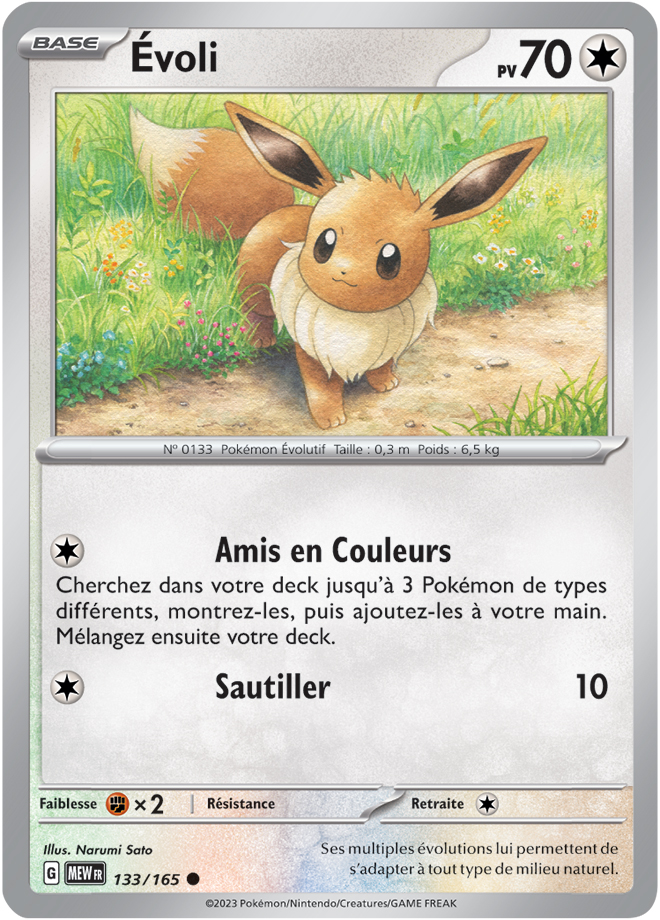 BASE Évoli PV 70
N° 0133 Pokémon Évolutif Taille : 0,3 m Poids : 6,5 kg
Amis en Couleurs
Cherchez dans votre deck jusqu'à 3 Pokémon de types
différents, montrez-les, puis ajoutez-les à votre main.
Mélangez ensuite votre deck.
Sautiller 10
Faiblesse ×2 Résistance Retraite
Illus. Narumi Sato
Ses multiples évolutions lui permettent de
s'adapter à tout type de milieu naturel.
G MEW FR 133/165
©2023 Pokémon/Nintendo/Creatures/GAME FREAK